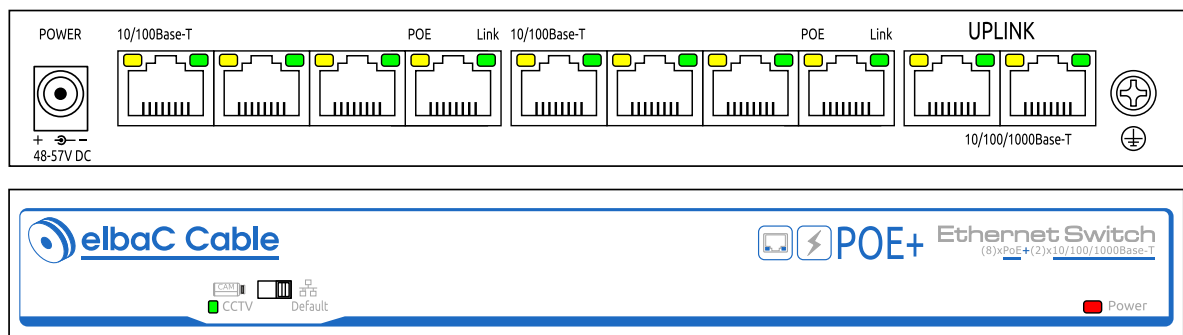 POWER 10/100Base-T POE Link 10/100Base-T POE Link UPLINK
+ -
48-57V DC
10/100/1000Base-T
elbaC Cable
POE+
Ethernet Switch
(8)xPoE+(2)x10/100/1000Base-T
CAM
CCTV Default
Power